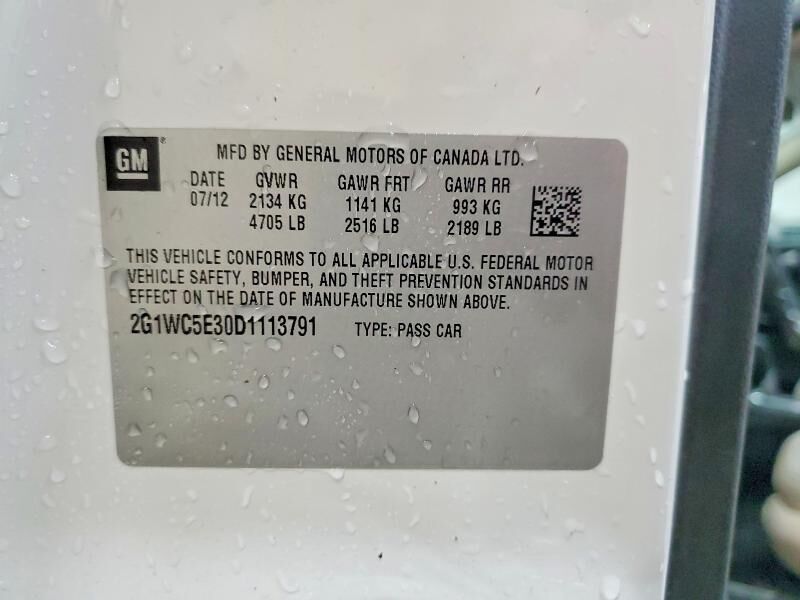 GM ®
MFD BY GENERAL MOTORS OF CANADA LTD.
DATE GVWR GAWR FRT GAWR RR
07/12 2134 KG 1141 KG 993 KG
4705 LB 2516 LB 2189 LB
THIS VEHICLE CONFORMS TO ALL APPLICABLE U.S. FEDERAL MOTOR
VEHICLE SAFETY, BUMPER, AND THEFT PREVENTION STANDARDS IN
EFFECT ON THE DATE OF MANUFACTURE SHOWN ABOVE.
2G1WC5E30D1113791 TYPE: PASS CAR